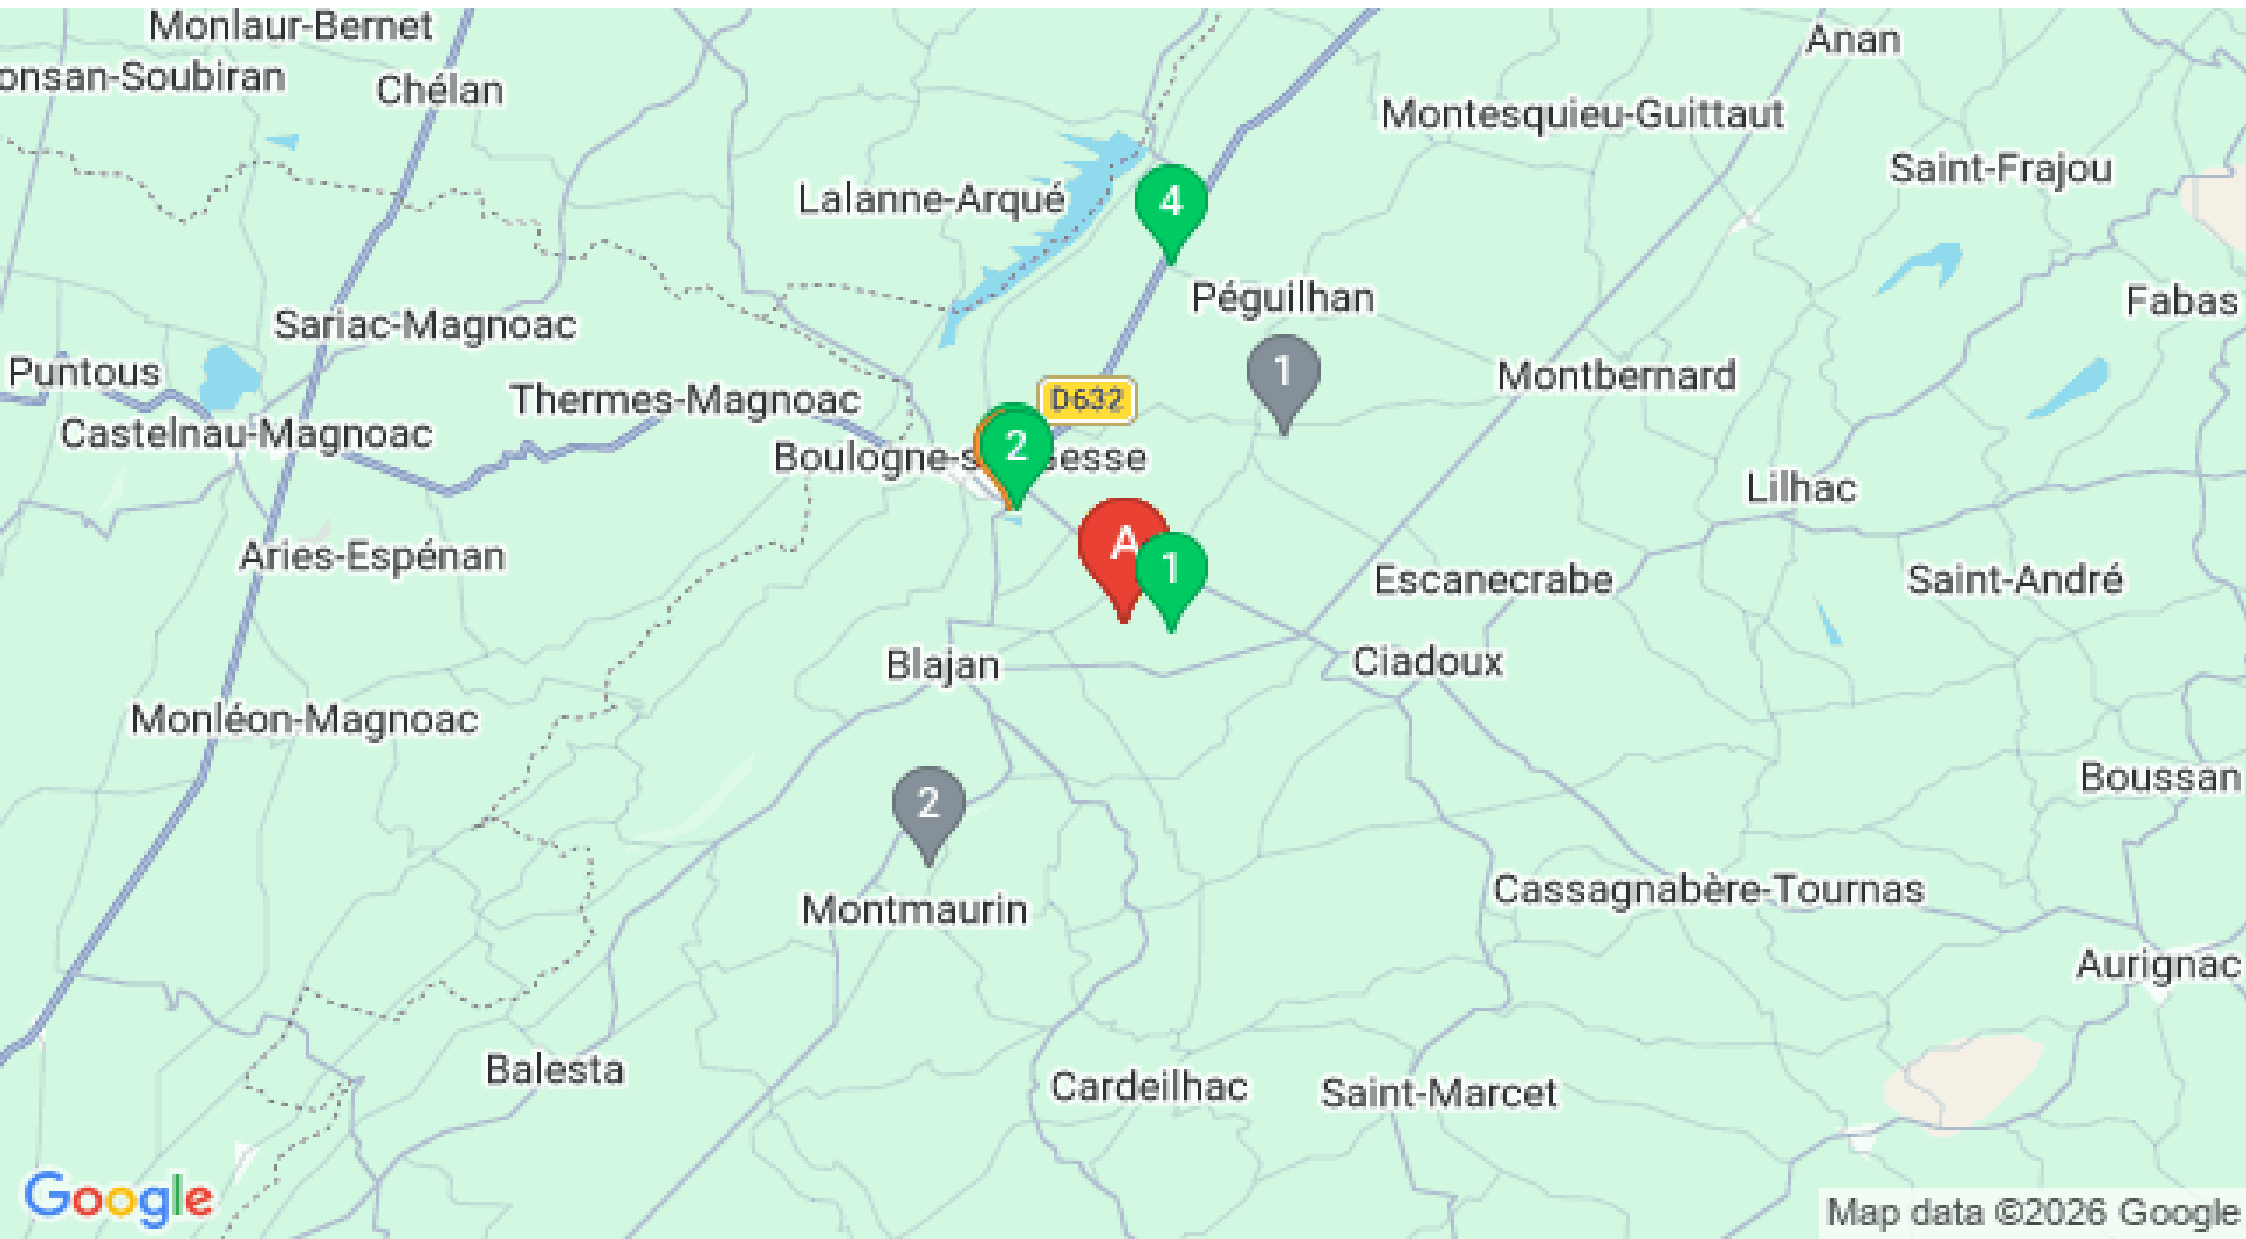 Monlaur-Bernet
Anan
onsan-Soubiran
Chélan
Montesquieu-Guittaut
Saint-Frajou
Lalanne-Arqué
4
Péguilhan
Fabas
Sariac-Magnoac
Puntous
1
Montbernard
Thermes-Magnoac
D632
Castelnau-Magnoac
2
Boulogne-s
esse
Lilhac
A
1
Aries-Espénan
Escanecrabe
Saint-André
Blajan
Ciadoux
Monléon-Magnoac
Boussan
2
Montmaurin
Cassagnabère-Tournas
Aurignac
Balesta
Cardeilhac
Saint-Marcet
Google
Map data ©2026 Google